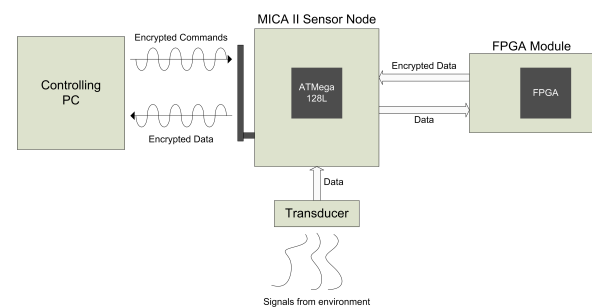 MICA II Sensor Node
FPGA Module
Encrypted Commands
Controlling
PC
ATMega
128L
Encrypted Data
FPGA
Data
Encrypted Data
Data
Transducer
Signals from environment